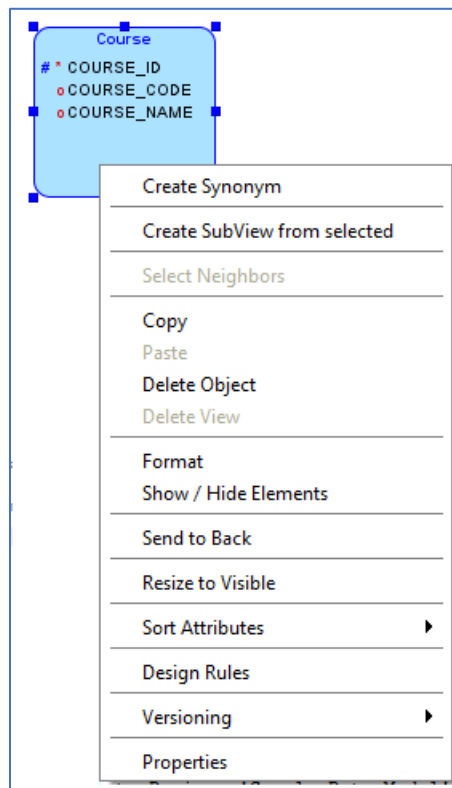 Course
# * COURSE_ID
o COURSE_CODE
o COURSE_NAME
Create Synonym
Create SubView from selected
Select Neighbors
Copy
Paste
Delete Object
Delete View
Format
Show / Hide Elements
Send to Back
Resize to Visible
Sort Attributes
Design Rules
Versioning
Properties